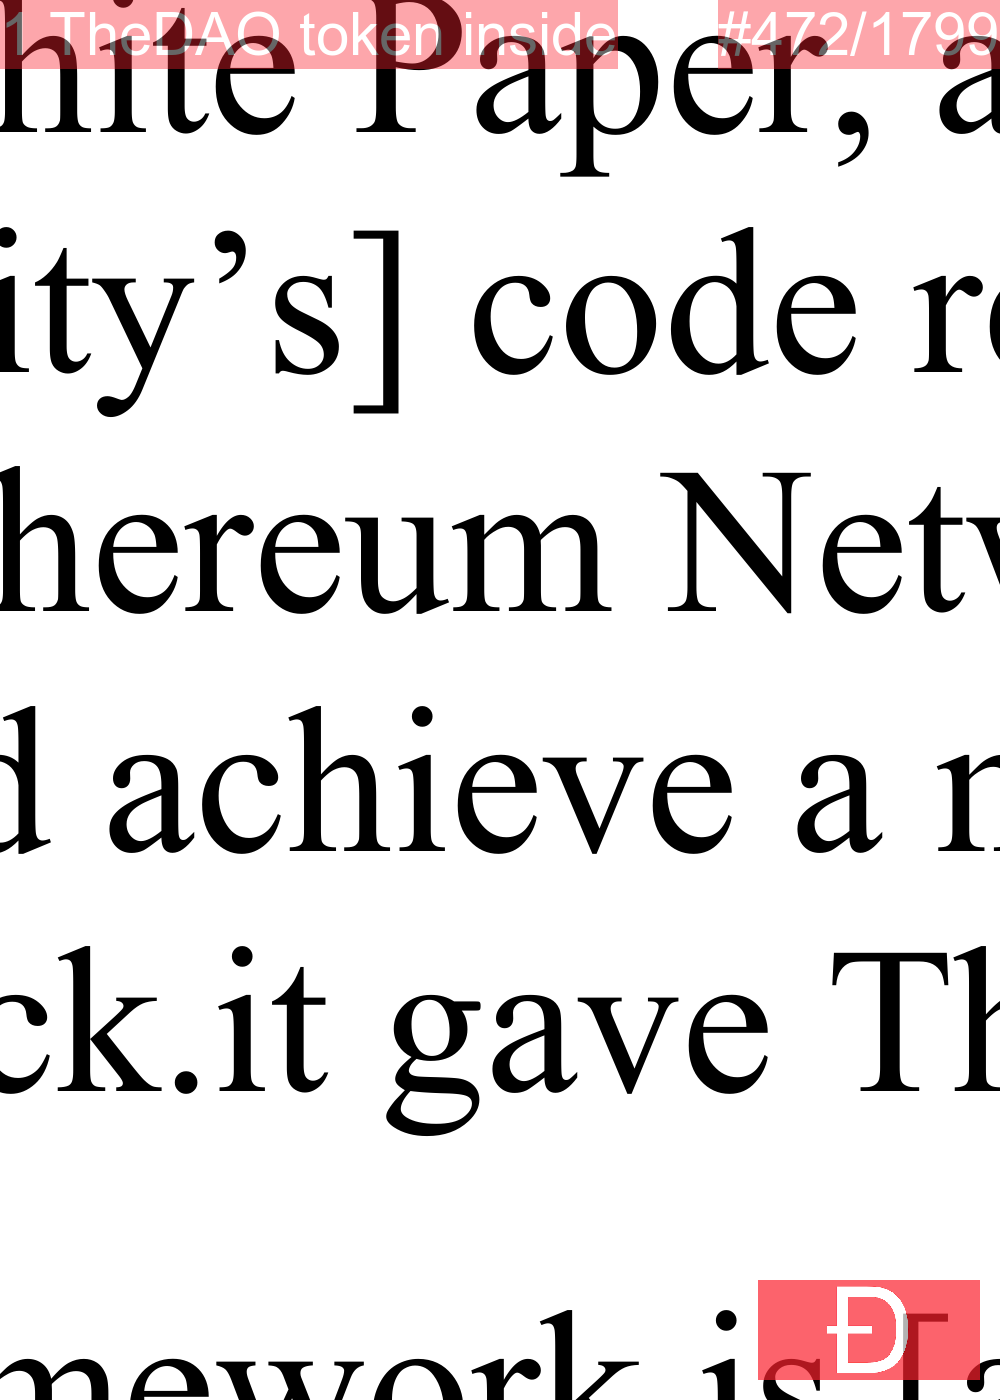 1 TheDAO token inside #472/1799
hite Paper, a
ity’s] code re
hereum Netw
d achieve a n
ck.it gave Th
mework is Ia
Đ